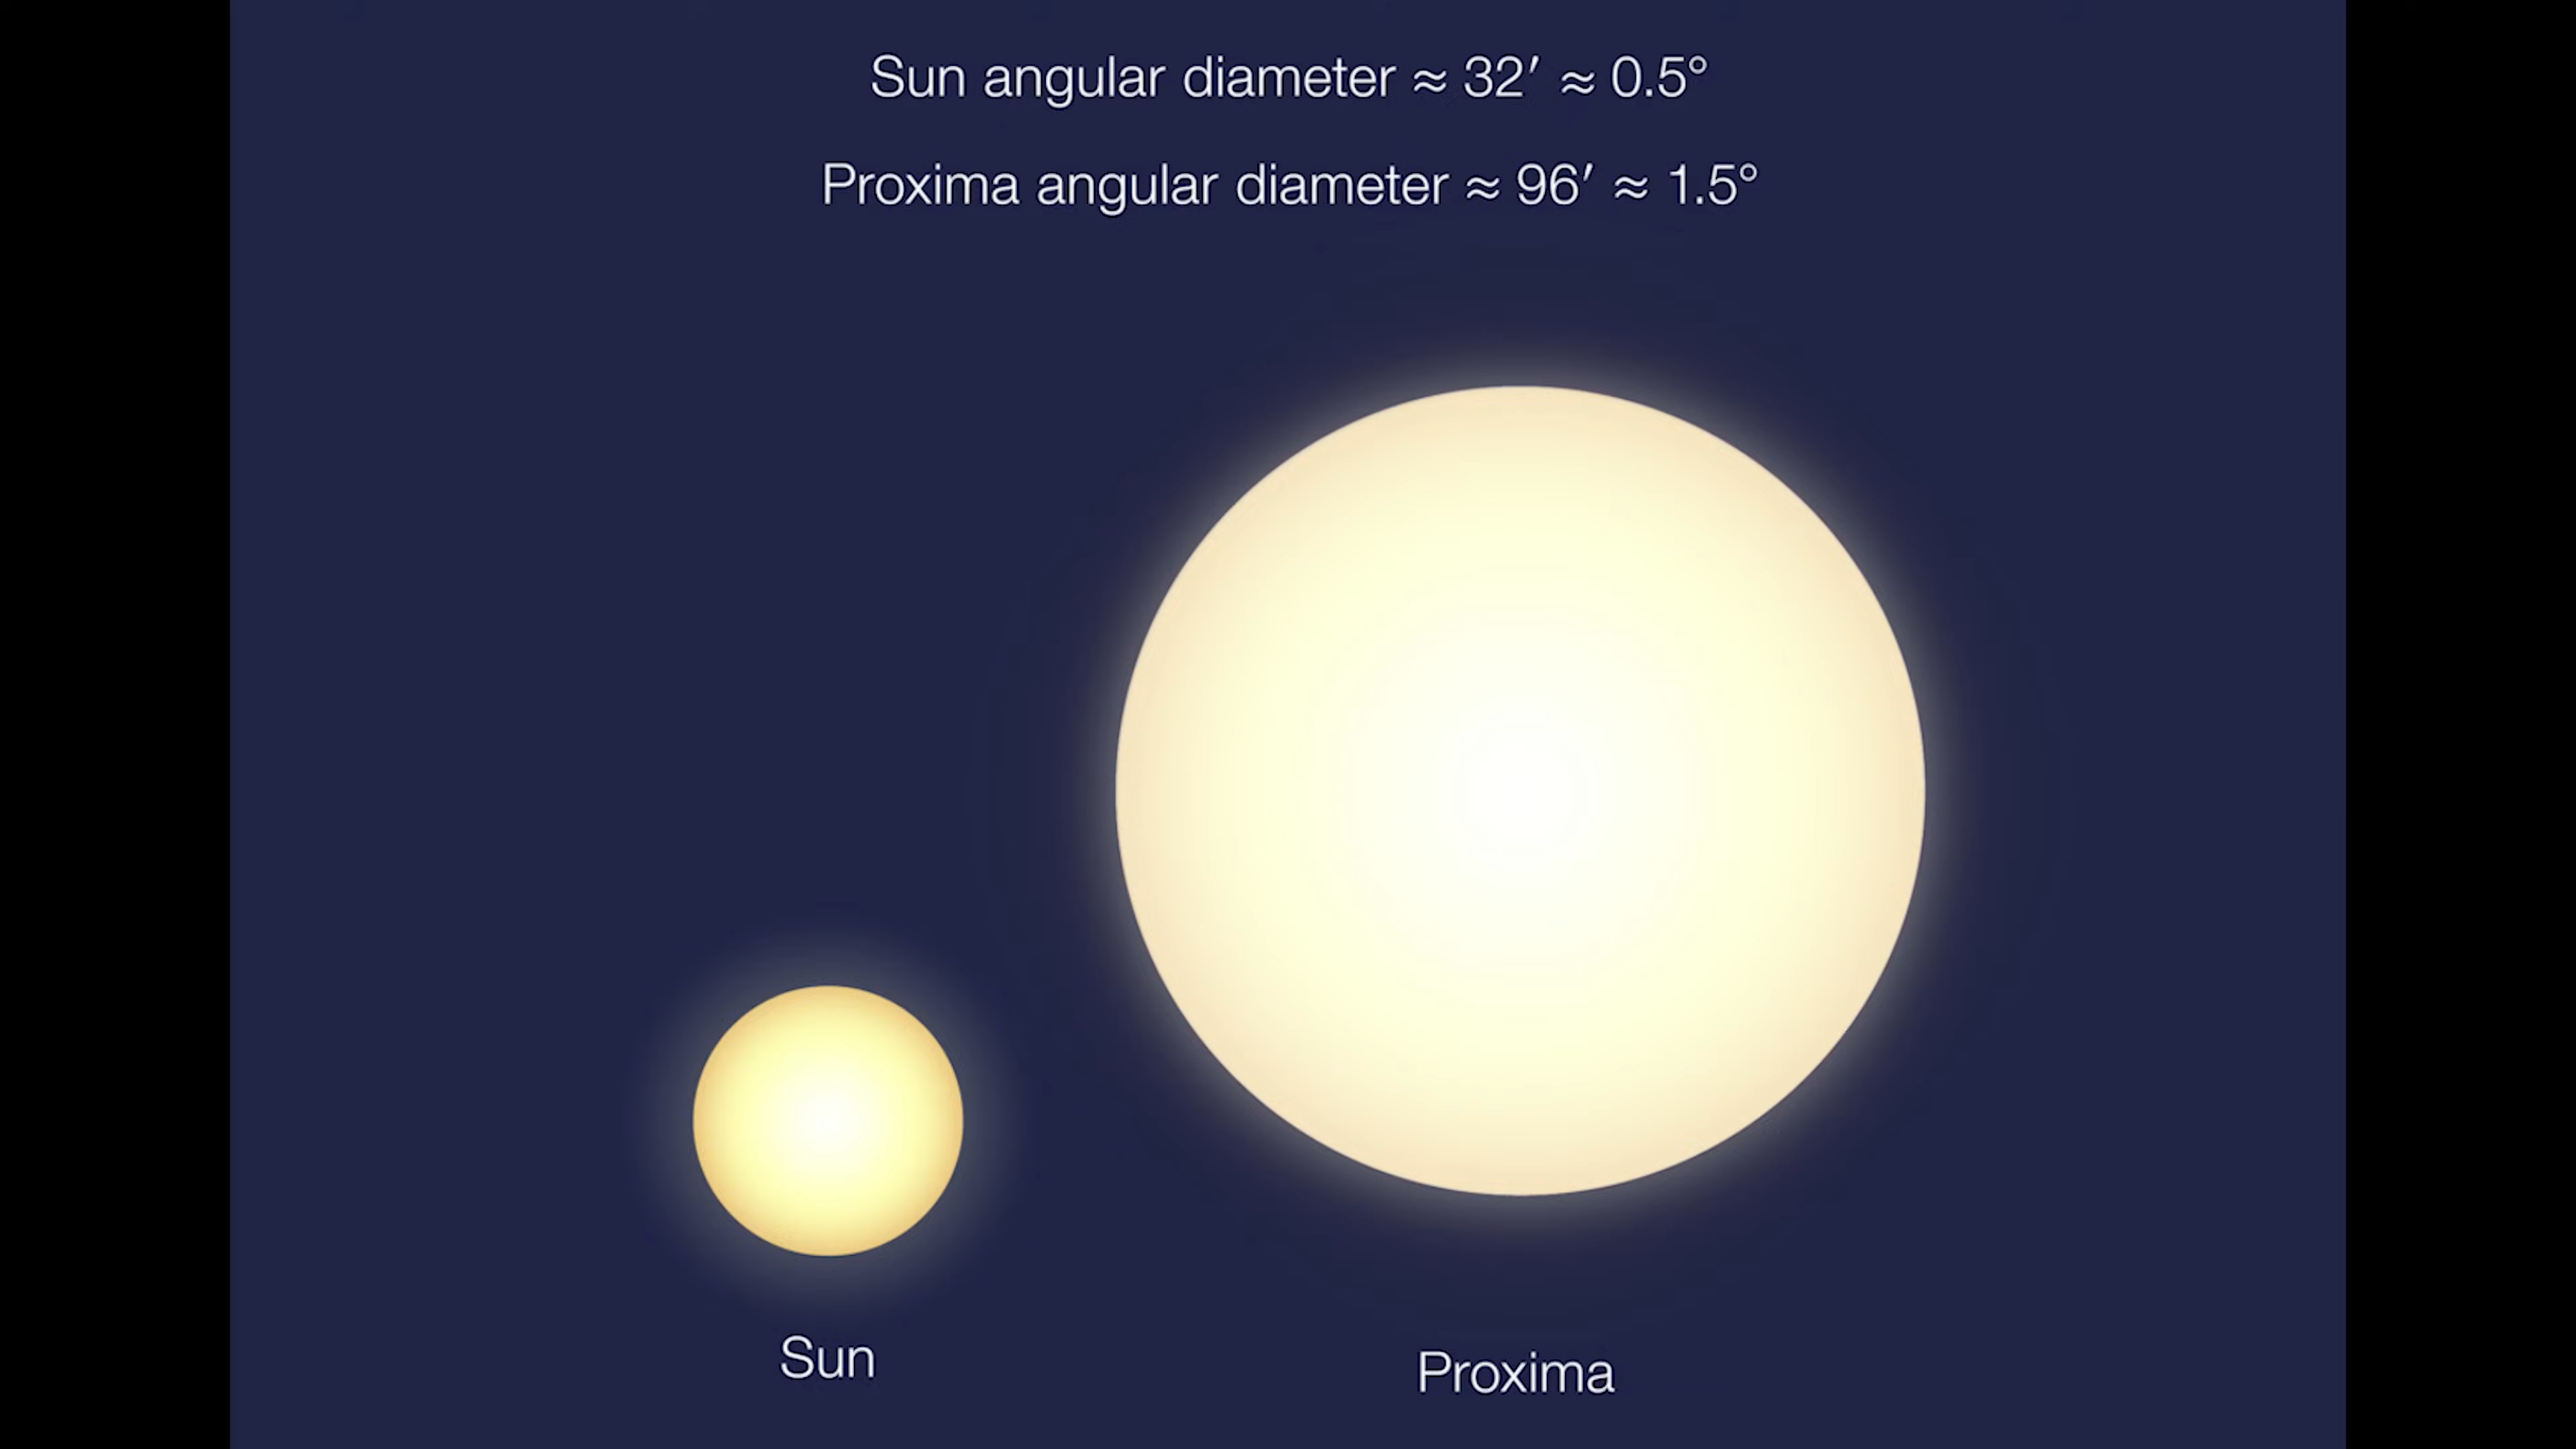 Sun angular diameter ≈ 32′ ≈ 0.5°
Proxima angular diameter ≈ 96′ ≈ 1.5°
Sun
Proxima